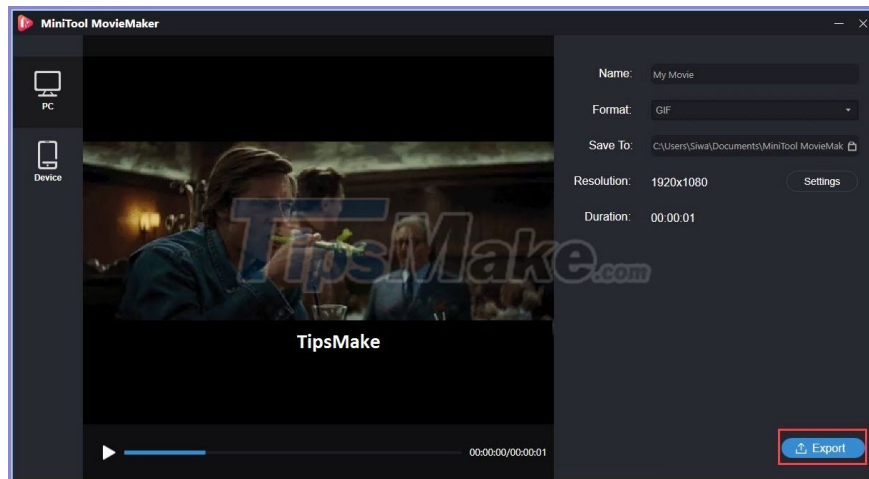 MiniTool MovieMaker
PC
Device
Name: My Movie
Format: GIF
Save To: C:\Users\Siwa\Documents\MiniTool MovieMak
Resolution: 1920x1080 Settings
Duration: 00:00:01
TipsMake.com
TipsMake
00:00:00/00:00:01
Export